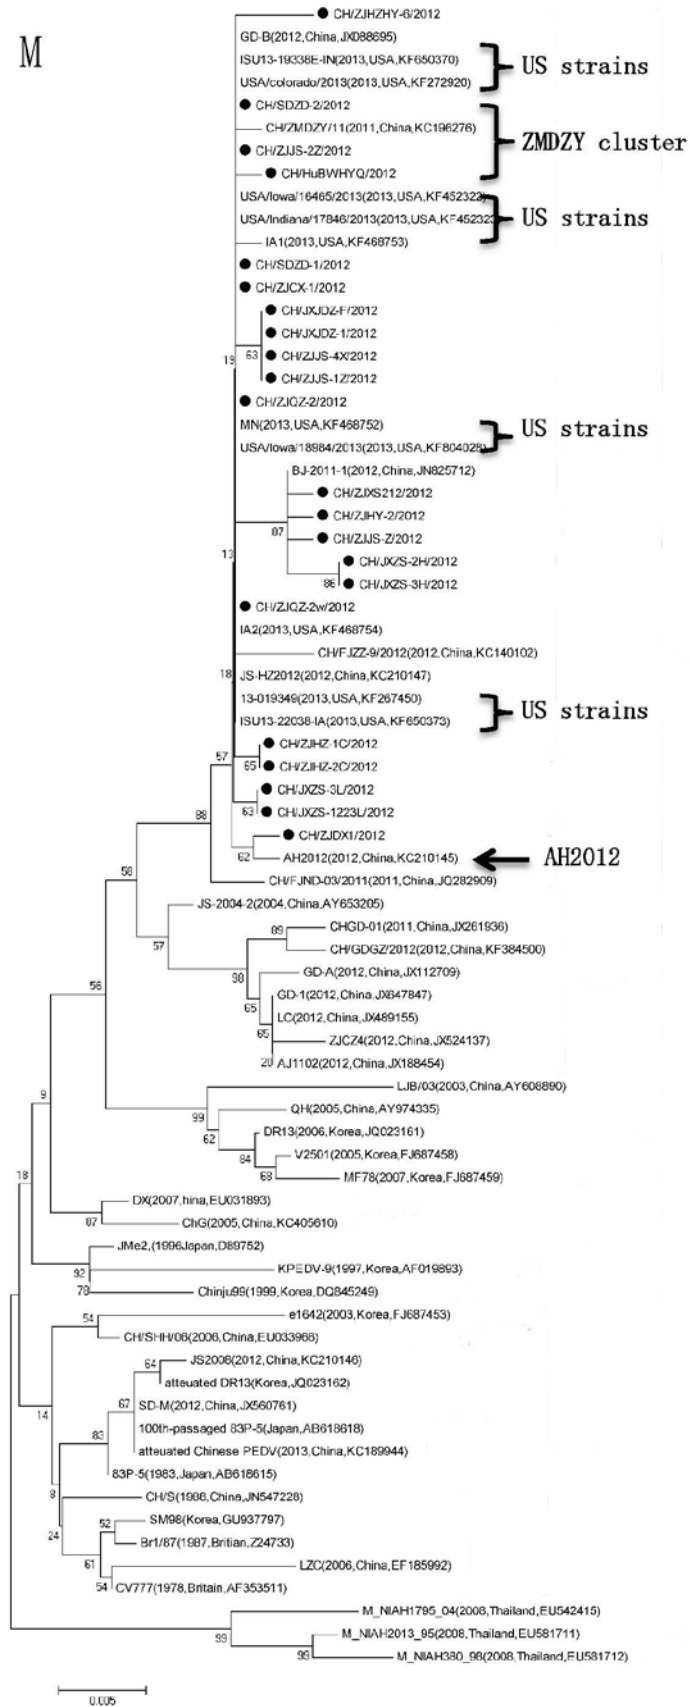 M
CH/ZJHZHY-6/2012
GD-B(2012,China,JX088695)
ISU13-19338E-IN(2013,USA,KF650370)
US strains
USA/colorado/2013(2013,USA,KF272920)
CH/SDZD-2/2012
CH/ZMDZY/11(2011,China,KC196276)
ZMDZY cluster
CH/ZJJS-2Z/2012
CH/HuBWHYQ/2012
USA/Iowa/16465/2013(2013,USA,KF452322)
USA/Indiana/17846/2013(2013,USA,KF452323
US strains
IA1(2013,USA,KF468753)
CH/SDZD-1/2012
CH/ZJCX-1/2012
CH/JXJDZ-F/2012
CH/JXJDZ-1/2012
CH/ZJJS-4X/2012
19
63
CH/ZJJS-1Z/2012
CH/ZJQZ-2/2012
MN(2013,USA,KF468752)
US strains
USA/Iowa/18984/2013(2013,USA,KF804028)
BJ-2011-1(2012,China,JN825712)
CH/ZJXS212/2012
CH/ZJHY-2/2012
87
CH/ZJJS-Z/2012
13
CH/JXZS-2H/2012
86
CH/JXZS-3H/2012
CH/ZJQZ-2w/2012
IA2(2013,USA,KF468754)
CH/FJZZ-9/2012(2012,China,KC140102)
18
JS-HZ2012(2012,China,KC210147)
13-019349(2013,USA,KF267450)
US strains
ISU13-22038-IA(2013,USA,KF650373)
CH/ZJHZ-1C/2012
57
65
CH/ZJHZ-2C/2012
CH/JXZS-3L/2012
63
CH/JXZS-1223L/2012
88
CH/ZJDX1/2012
62
AH2012(2012,China,KC210145)
AH2012
58
CH/FJND-03/2011(2011,China,JQ282909)
JS-2004-2(2004,China,AY653205)
57
CHGD-01(2011,China,JX261936)
89
CH/GDGZ/2012(2012,China,KF384500)
98
GD-A(2012,China,JX112709)
56
65
GD-1(2012,China,JX647847)
LC(2012,China,JX489155)
65
ZJCZ4(2012,China,JX524137)
20
AJ1102(2012,China,JX188454)
LJB/03(2003,China,AY608890)
9
99
QH(2005,China,AY974335)
62
DR13(2006,Korea,JQ023161)
84
V2501(2005,Korea,FJ687458)
68
MF78(2007,Korea,FJ687459)
18
DX(2007,hina,EU031893)
87
ChG(2005,China,KC405610)
JMe2,(1996Japan,D89752)
92
KPEDV-9(1997,Korea,AF019893)
78
Chinju99(1999,Korea,DQ845249)
54
e1642(2003,Korea,FJ687453)
CH/SHH/06(2006,China,EU033966)
64
JS2008(2012,China,KC210146)
atteuated DR13(Korea,JQ023162)
14
67
SD-M(2012,China,JX560761)
100th-passaged 83P-5(Japan,AB618618)
83
atteuated Chinese PEDV(2013,China,KC189944)
83P-5(1983,Japan,AB618615)
8
CH/S(1986,China,JN547228)
24
52
SM98(Korea,GU937797)
Br1/87(1987,Britian,Z24733)
61
LZC(2006,China,EF185992)
54
CV777(1978,Britain,AF353511)
M_NIAH1795_04(2008,Thailand,EU542415)
99
M_NIAH2013_95(2008,Thailand,EU581711)
99
M_NIAH380_98(2008,Thailand,EU581712)
0.005